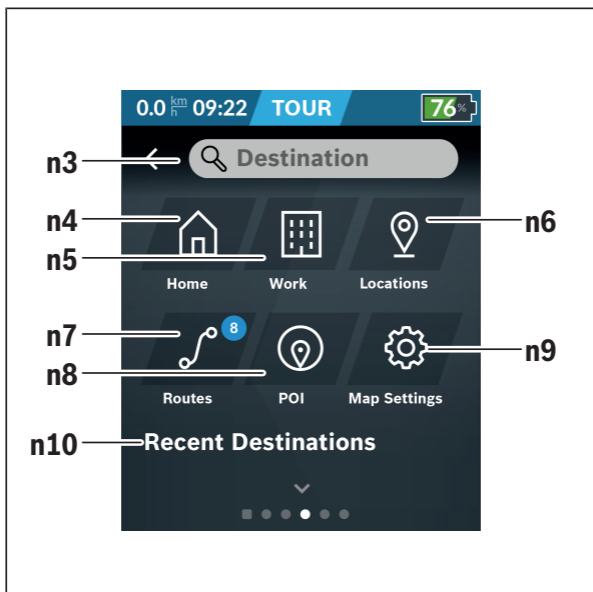 0.0 km/h 09:22 TOUR 76%
n3 Destination
n4 n6
n5
Home Work Locations
n7 8
n8 n9
Routes POI Map Settings
n10 Recent Destinations